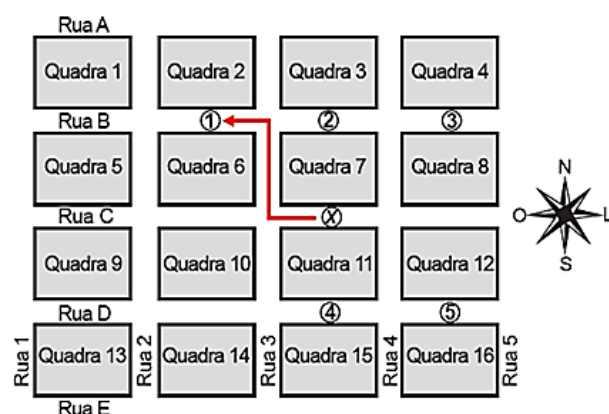 Rua A
Quadra 1 Quadra 2 Quadra 3 Quadra 4
Rua B 1 2 3
Quadra 5 Quadra 6 Quadra 7 Quadra 8
N
O L
S
Rua C X
Quadra 9 Quadra 10 Quadra 11 Quadra 12
Rua D 4 5
Rua 1 Quadra 13 Rua 2 Quadra 14 Rua 3 Quadra 15 Rua 4 Quadra 16 Rua 5
Rua E